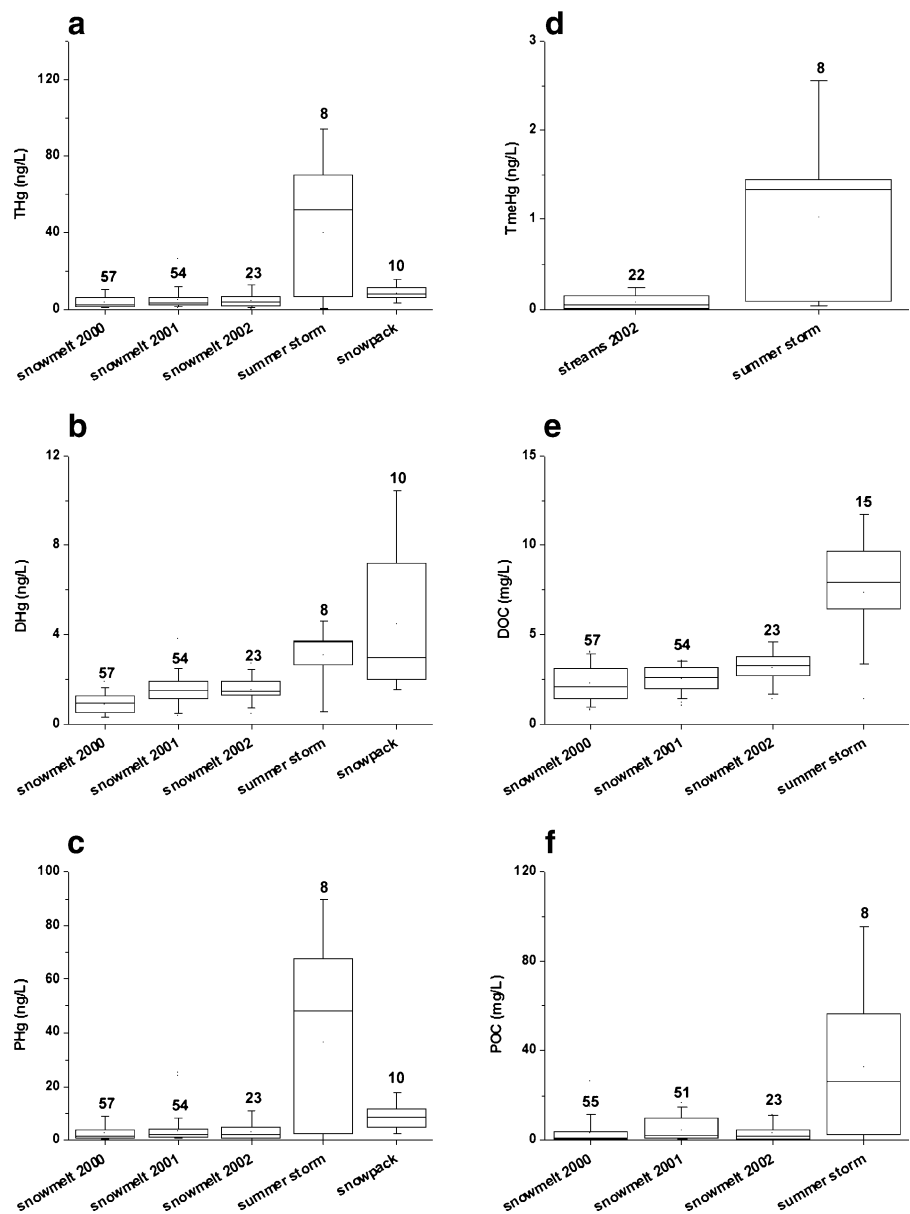 a
THg (ng/L)
120
80
40
0
57
54
23
8
10
snowmelt 2000
snowmelt 2001
snowmelt 2002
summer storm
snowpack
d
TmeHg (ng/L)
3
2
1
0
22
8
streams 2002
summer storm
b
DHg (ng/L)
12
8
4
0
57
54
23
8
10
snowmelt 2000
snowmelt 2001
snowmelt 2002
summer storm
snowpack
e
DOC (mg/L)
15
10
5
0
57
54
23
15
snowmelt 2000
snowmelt 2001
snowmelt 2002
summer storm
c
PHg (ng/L)
100
80
60
40
20
0
57
54
23
8
10
snowmelt 2000
snowmelt 2001
snowmelt 2002
summer storm
snowpack
f
POC (mg/L)
120
80
40
0
55
51
23
8
snowmelt 2000
snowmelt 2001
snowmelt 2002
summer storm